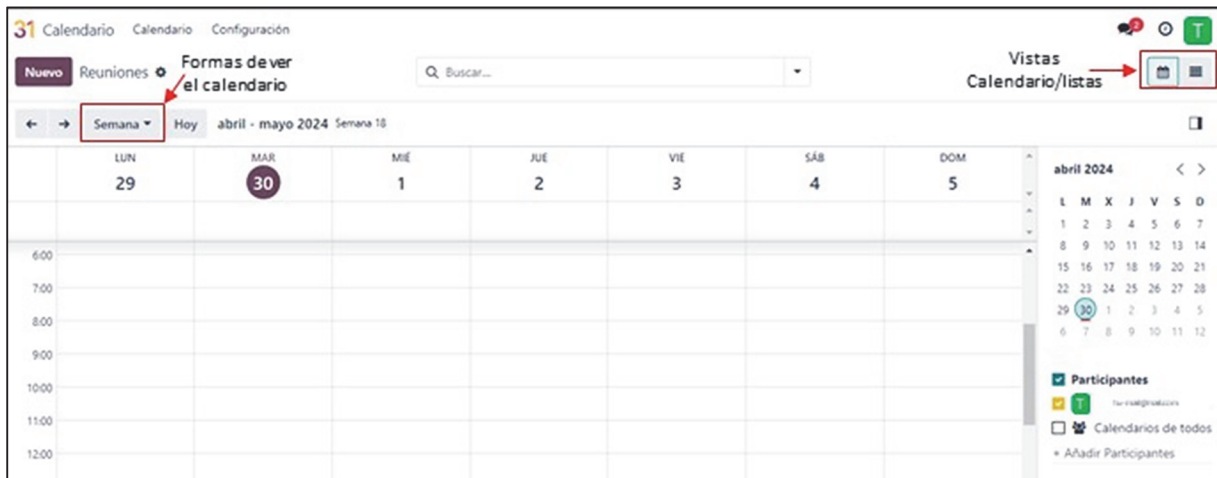 31 Calendario Calendario Configuración 2 T
Nuevo Reuniones Formas de ver el calendario Buscar... Vistas Calendario/listas
Semana Hoy abril - mayo 2024 Semana 18
LUN MAR MIÉ JUE VIE SÁB DOM
29 30 1 2 3 4 5
6:00
7:00
8:00
9:00
10:00
11:00
12:00
abril 2024
L M X J V S D
1 2 3 4 5 6 7
8 9 10 11 12 13 14
15 16 17 18 19 20 21
22 23 24 25 26 27 28
29 30 1 2 3 4 5
6 7 8 9 10 11 12
Participantes
T
Calendarios de todos
+ Añadir Participantes